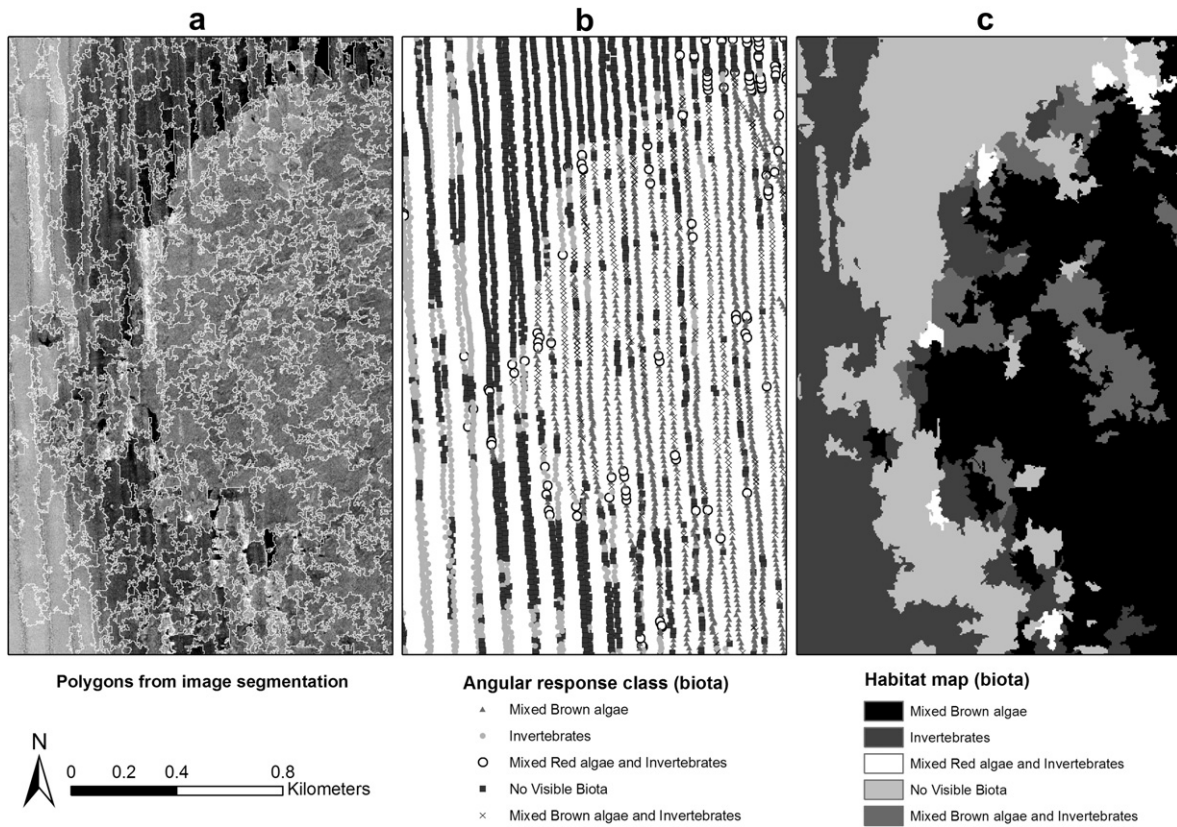 a
b
c
Polygons from image segmentation
N
0 0.2 0.4 0.8
Kilometers
Angular response class (biota)
Mixed Brown algae
Invertebrates
Mixed Red algae and Invertebrates
No Visible Biota
Mixed Brown algae and Invertebrates
Habitat map (biota)
Mixed Brown algae
Invertebrates
Mixed Red algae and Invertebrates
No Visible Biota
Mixed Brown algae and Invertebrates